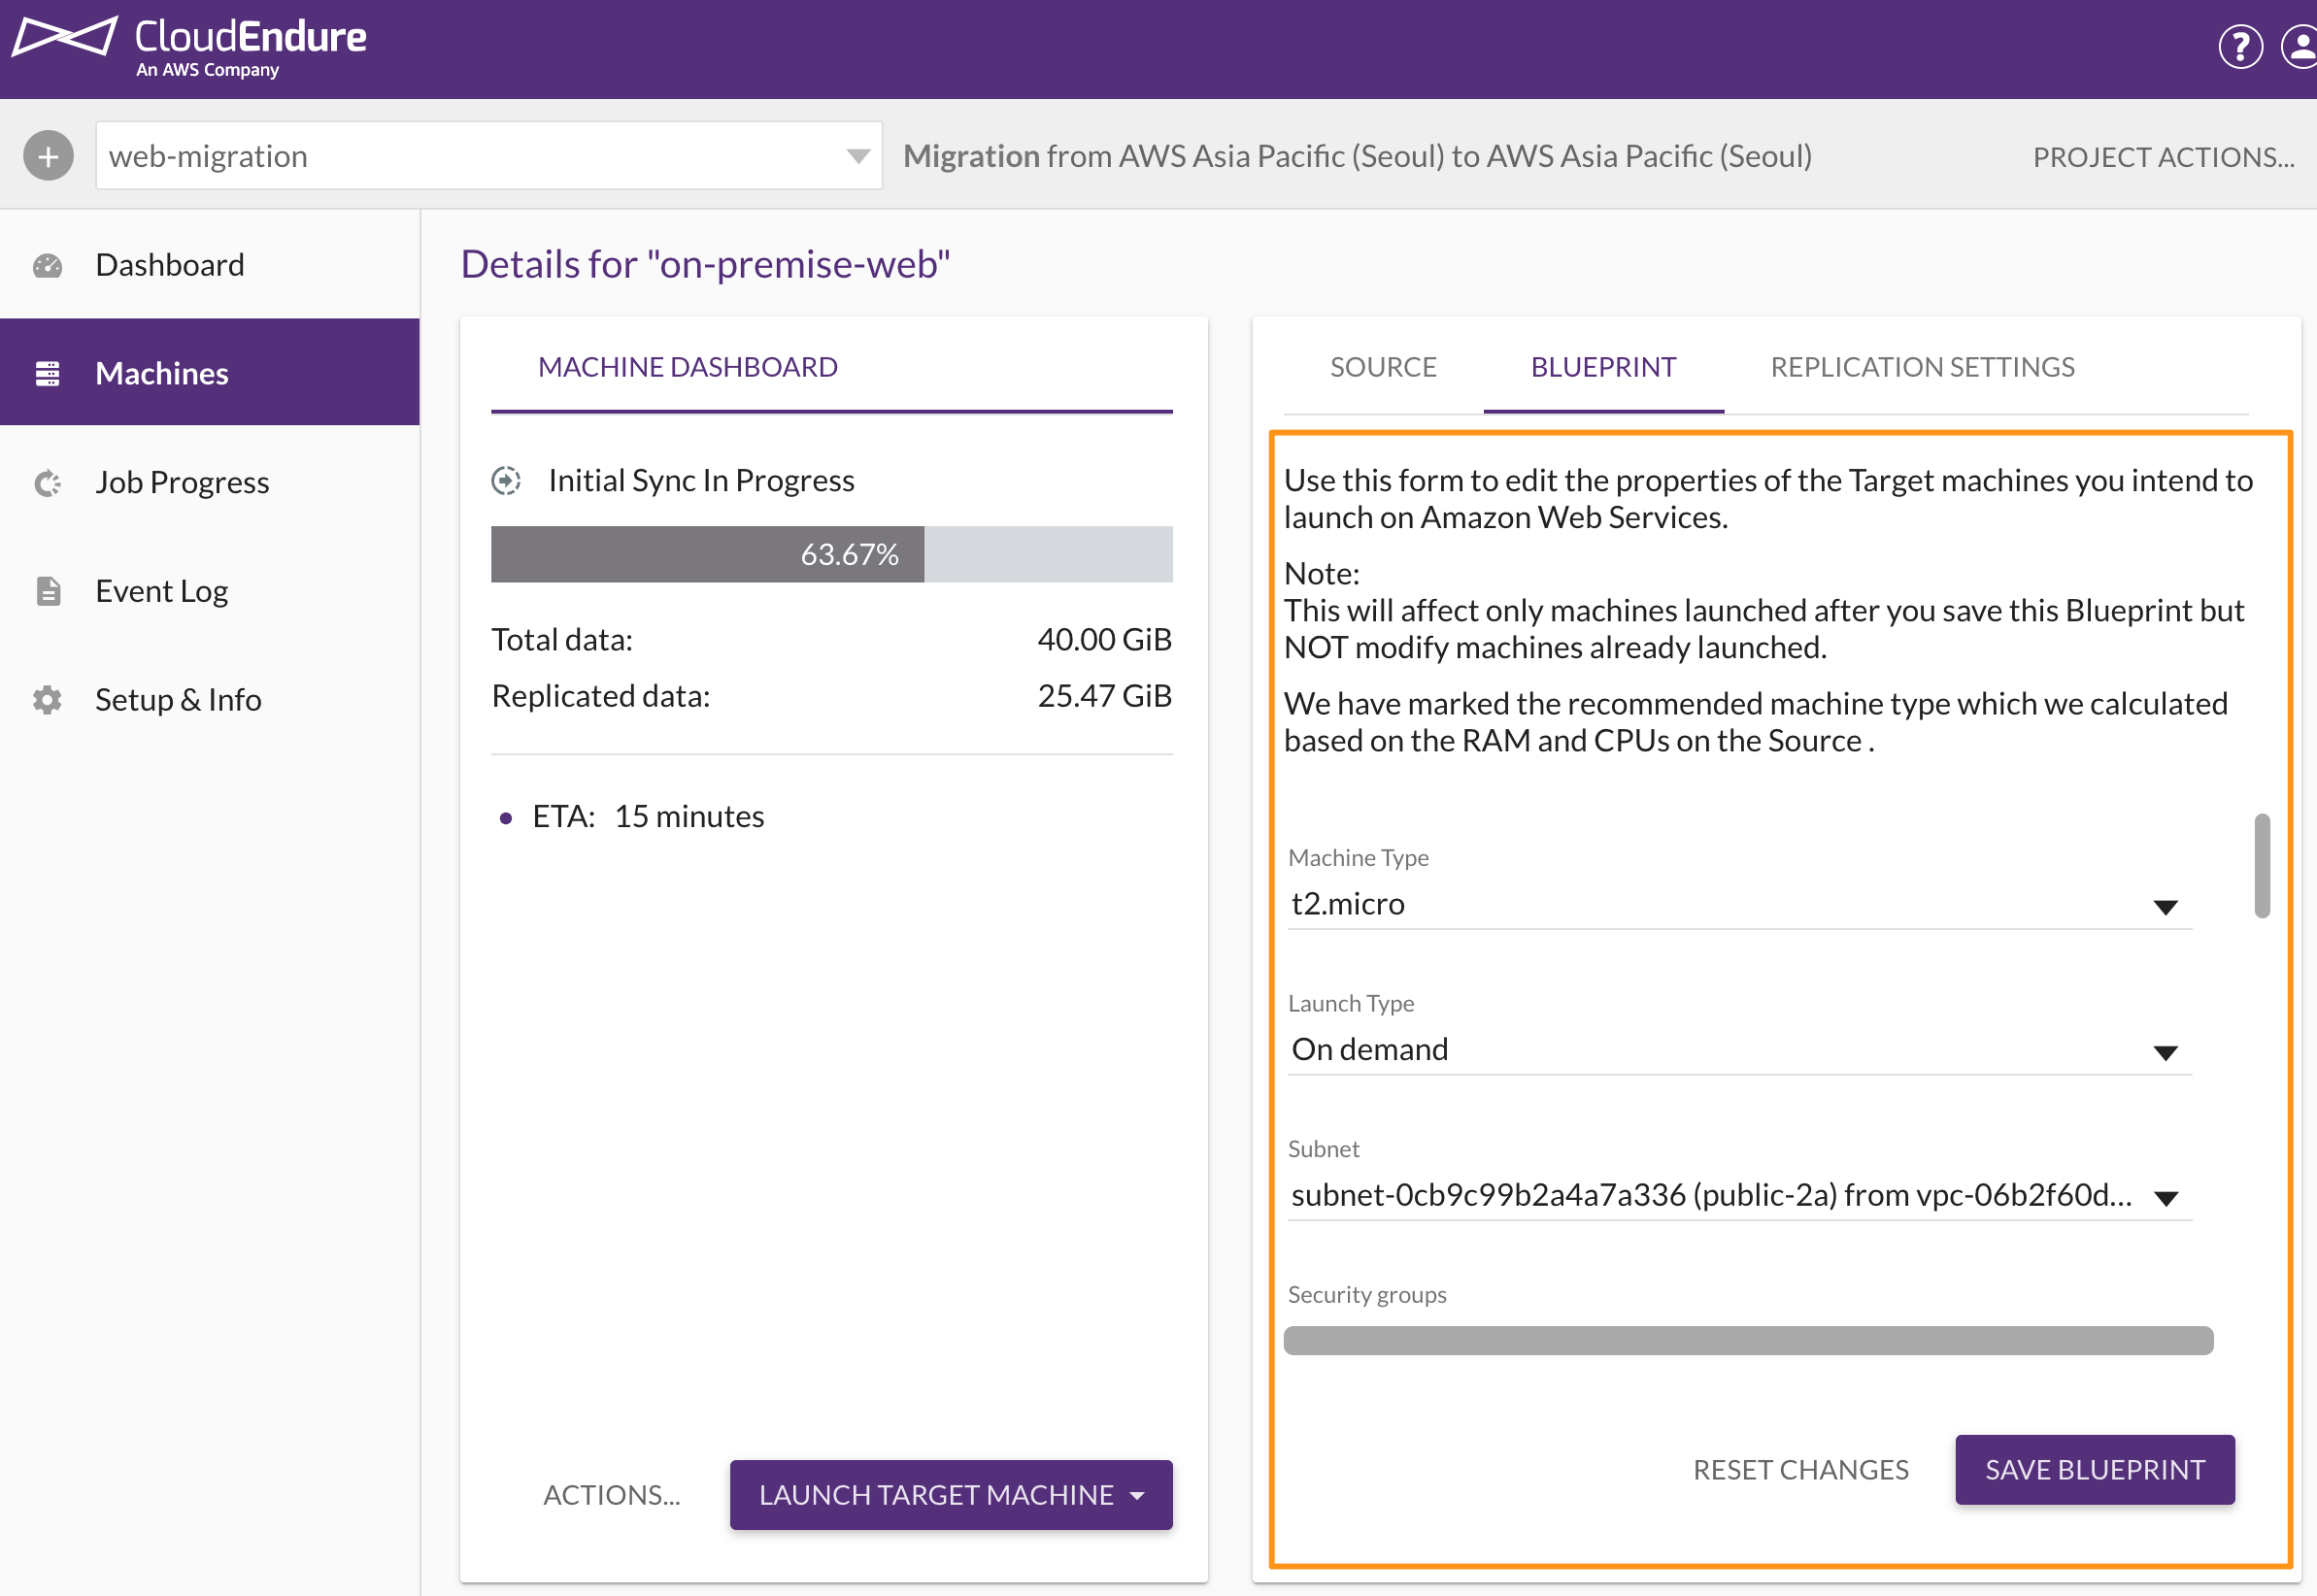 CloudEndure
An AWS Company
web-migration
Migration from AWS Asia Pacific (Seoul) to AWS Asia Pacific (Seoul)
PROJECT ACTIONS...
Dashboard
Machines
Job Progress
Event Log
Setup & Info
Details for "on-premise-web"
MACHINE DASHBOARD
Initial Sync In Progress
63.67%
Total data: 40.00 GiB
Replicated data: 25.47 GiB
ETA: 15 minutes
ACTIONS...
LAUNCH TARGET MACHINE
SOURCE
BLUEPRINT
REPLICATION SETTINGS
Use this form to edit the properties of the Target machines you intend to
launch on Amazon Web Services.
Note:
This will affect only machines launched after you save this Blueprint but
NOT modify machines already launched.
We have marked the recommended machine type which we calculated
based on the RAM and CPUs on the Source .
Machine Type
t2.micro
Launch Type
On demand
Subnet
subnet-0cb9c99b2a4a7a336 (public-2a) from vpc-06b2f60d...
Security groups
RESET CHANGES
SAVE BLUEPRINT